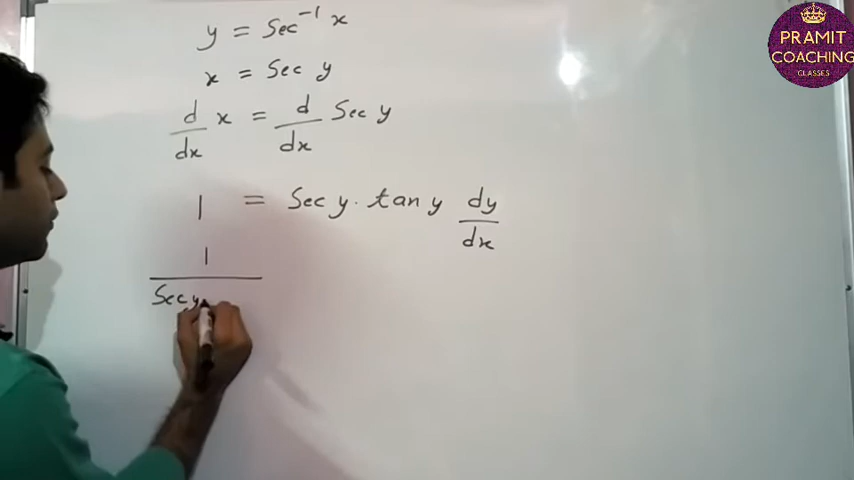 y = Sec⁻¹ x
x = Sec y
d/dx x = d/dx Sec y
1 = Sec y . tan y dy/dx
1/Sec y
PRAMIT
COACHING
CLASSES